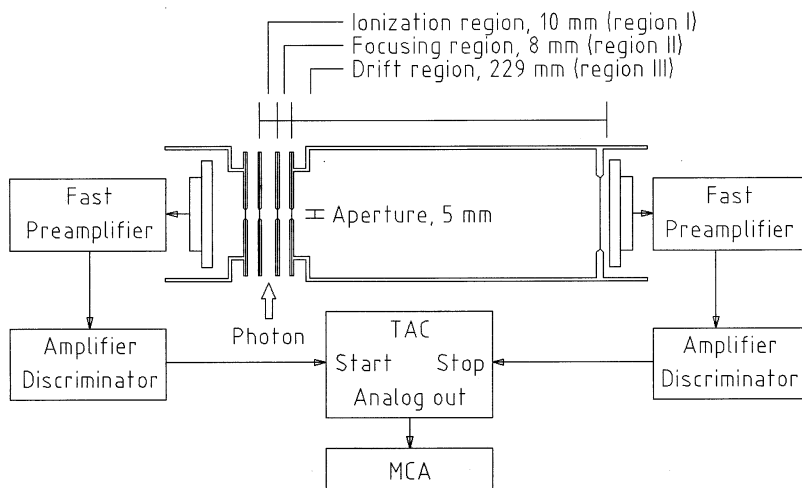 Ionization region, 10 mm (region I)
Focusing region, 8 mm (region II)
Drift region, 229 mm (region III)
Fast
Preamplifier
Aperture, 5 mm
Fast
Preamplifier
Photon
Amplifier
Discriminator
TAC
Start Stop
Analog out
Amplifier
Discriminator
MCA